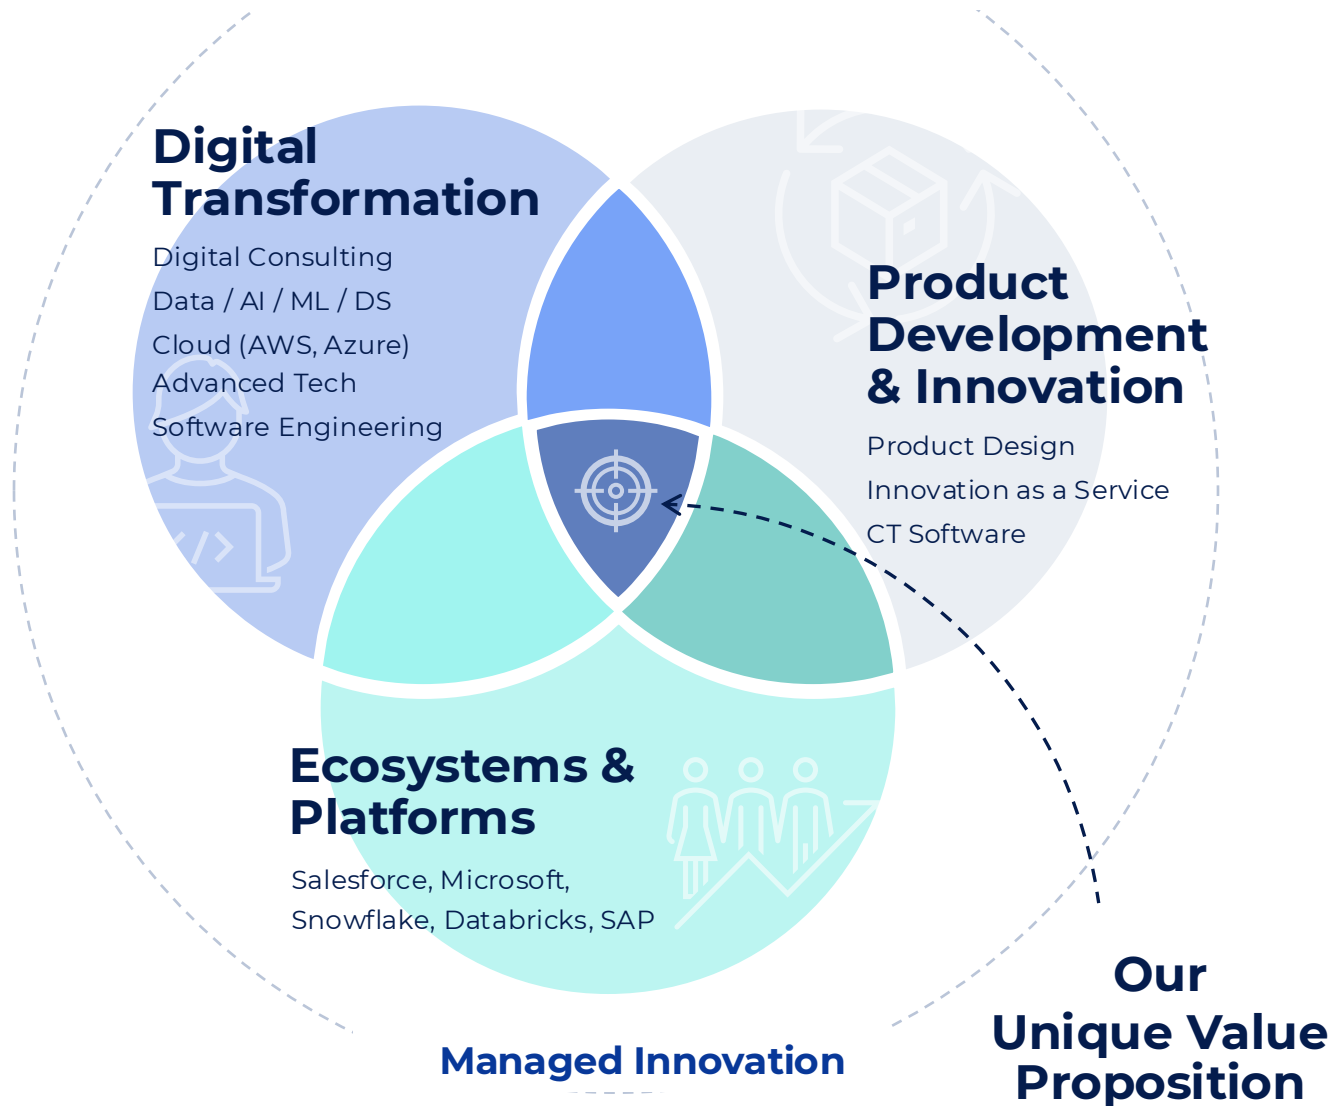 Digital
Transformation
Digital Consulting
Data / AI / ML / DS
Cloud (AWS, Azure)
Advanced Tech
Software Engineering
Product
Development
& Innovation
Product Design
Innovation as a Service
CT Software
Ecosystems &
Platforms
Salesforce, Microsoft,
Snowflake, Databricks, SAP
Managed Innovation
Our
Unique Value
Proposition